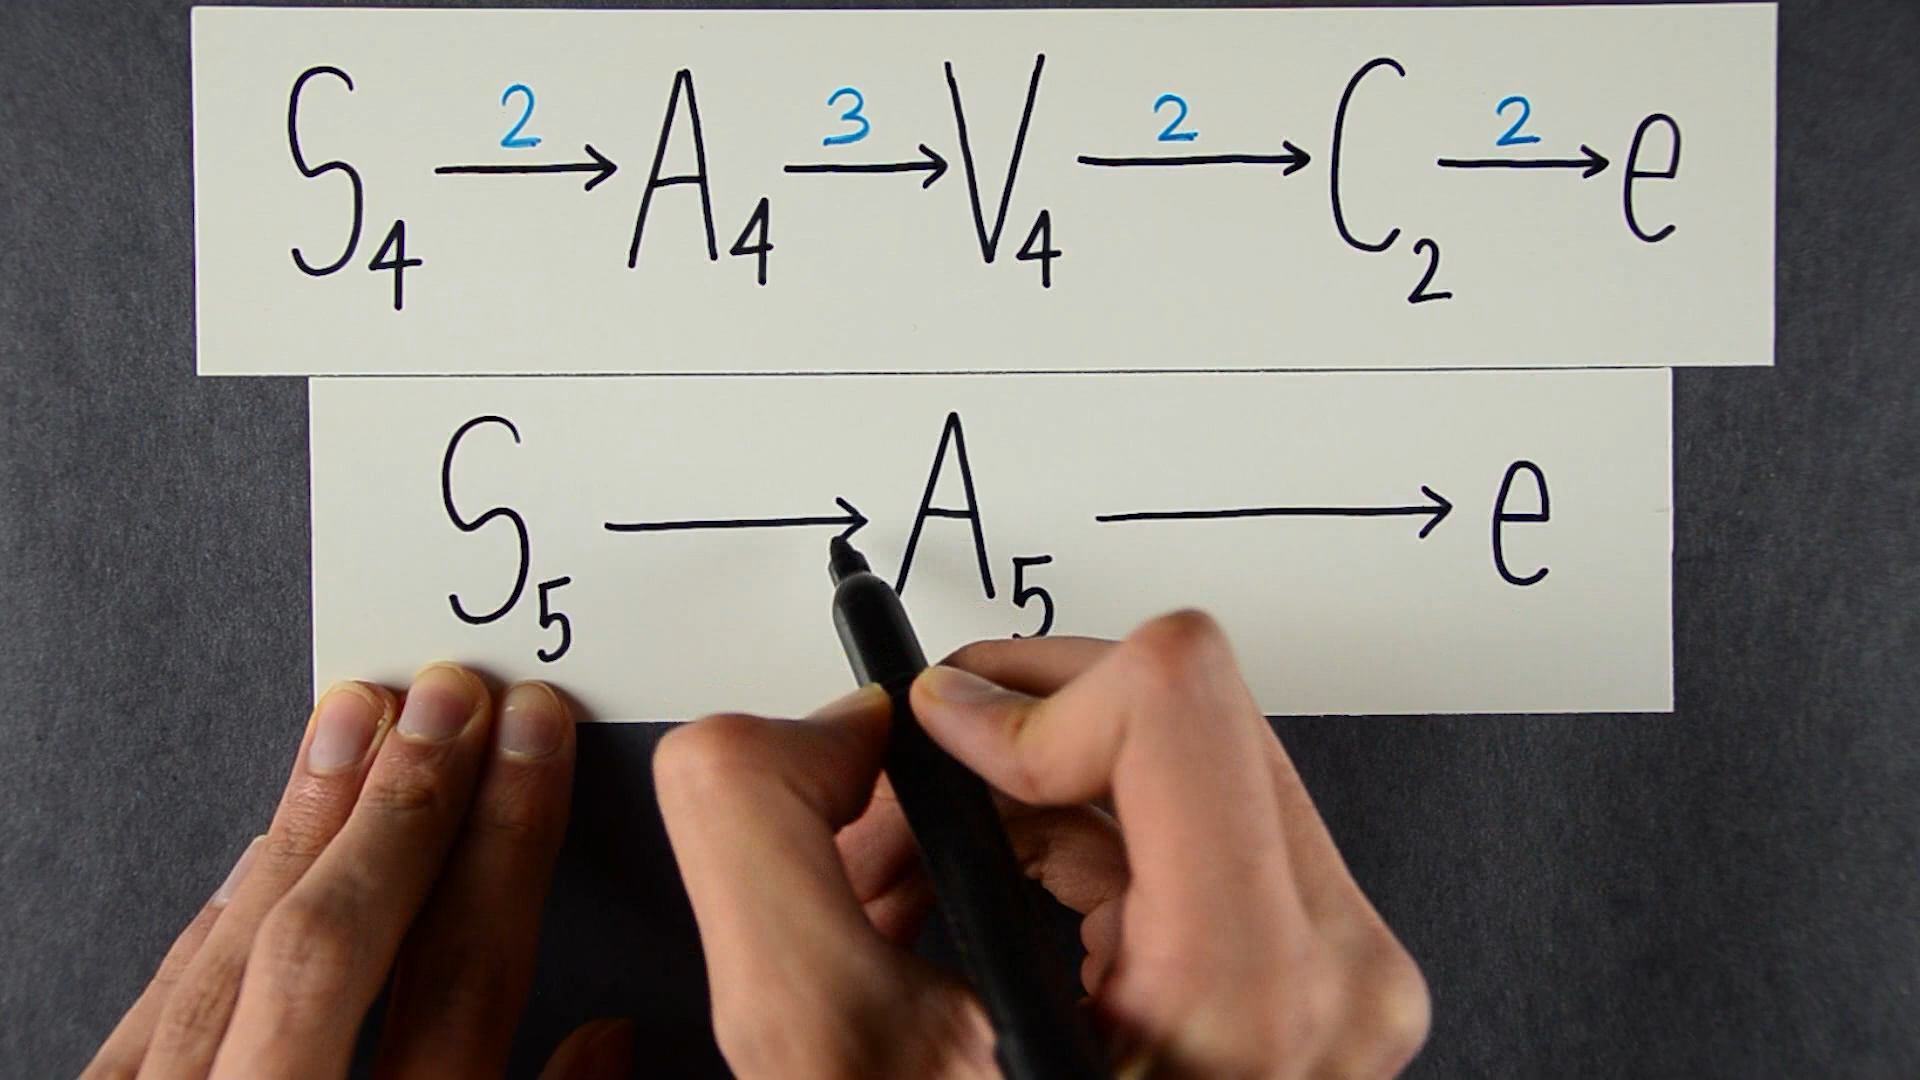 S₄ 2→ A₄ 3→ V₄ 2→ C₂ 2→ e
S₅ → A₅ → e